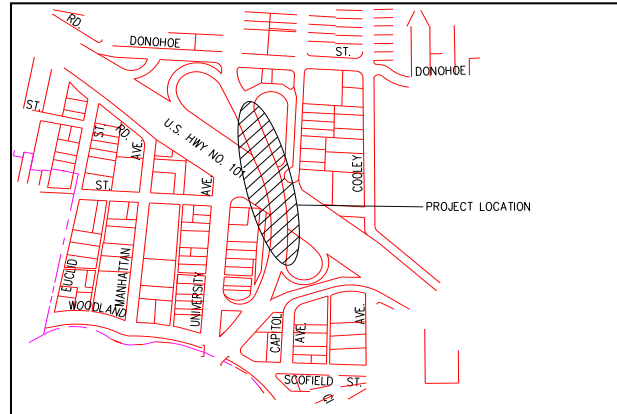 RD.
DONOHOE
ST.
DONOHOE
ST.
ST.
RD.
AVE.
U.S. HWY NO. 101
COOLEY
ST.
AVE.
PROJECT LOCATION
EUCLID
MANHATTAN
UNIVERSITY
WOODLAND
CAPITOL
AVE.
AVE.
SCOFIELD ST.